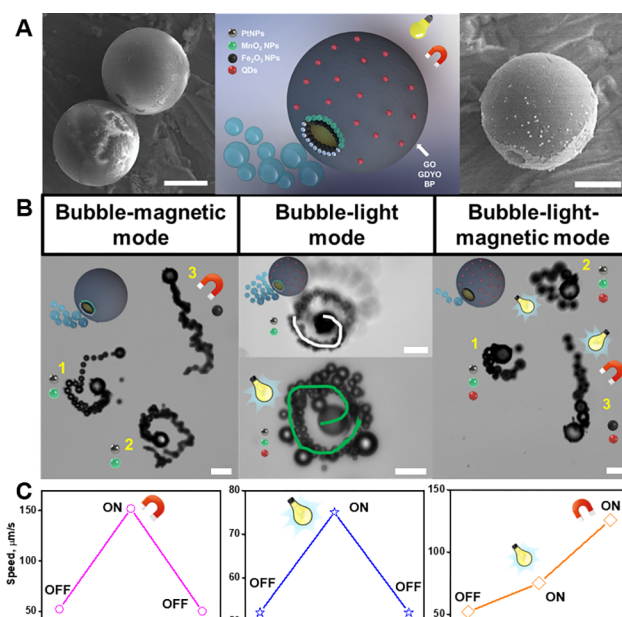 A
PtNPs
MnO₂ NPs
Fe₂O₃ NPs
QDs
GO
GDYO
BP
B
Bubble-magnetic
mode
Bubble-light
mode
Bubble-light-
magnetic mode
3
1
2
2
1
3
C
Speed, µm/s
150
100
50
OFF
ON
OFF
80
70
60
OFF
ON
OFF
150
100
50
OFF
ON
ON